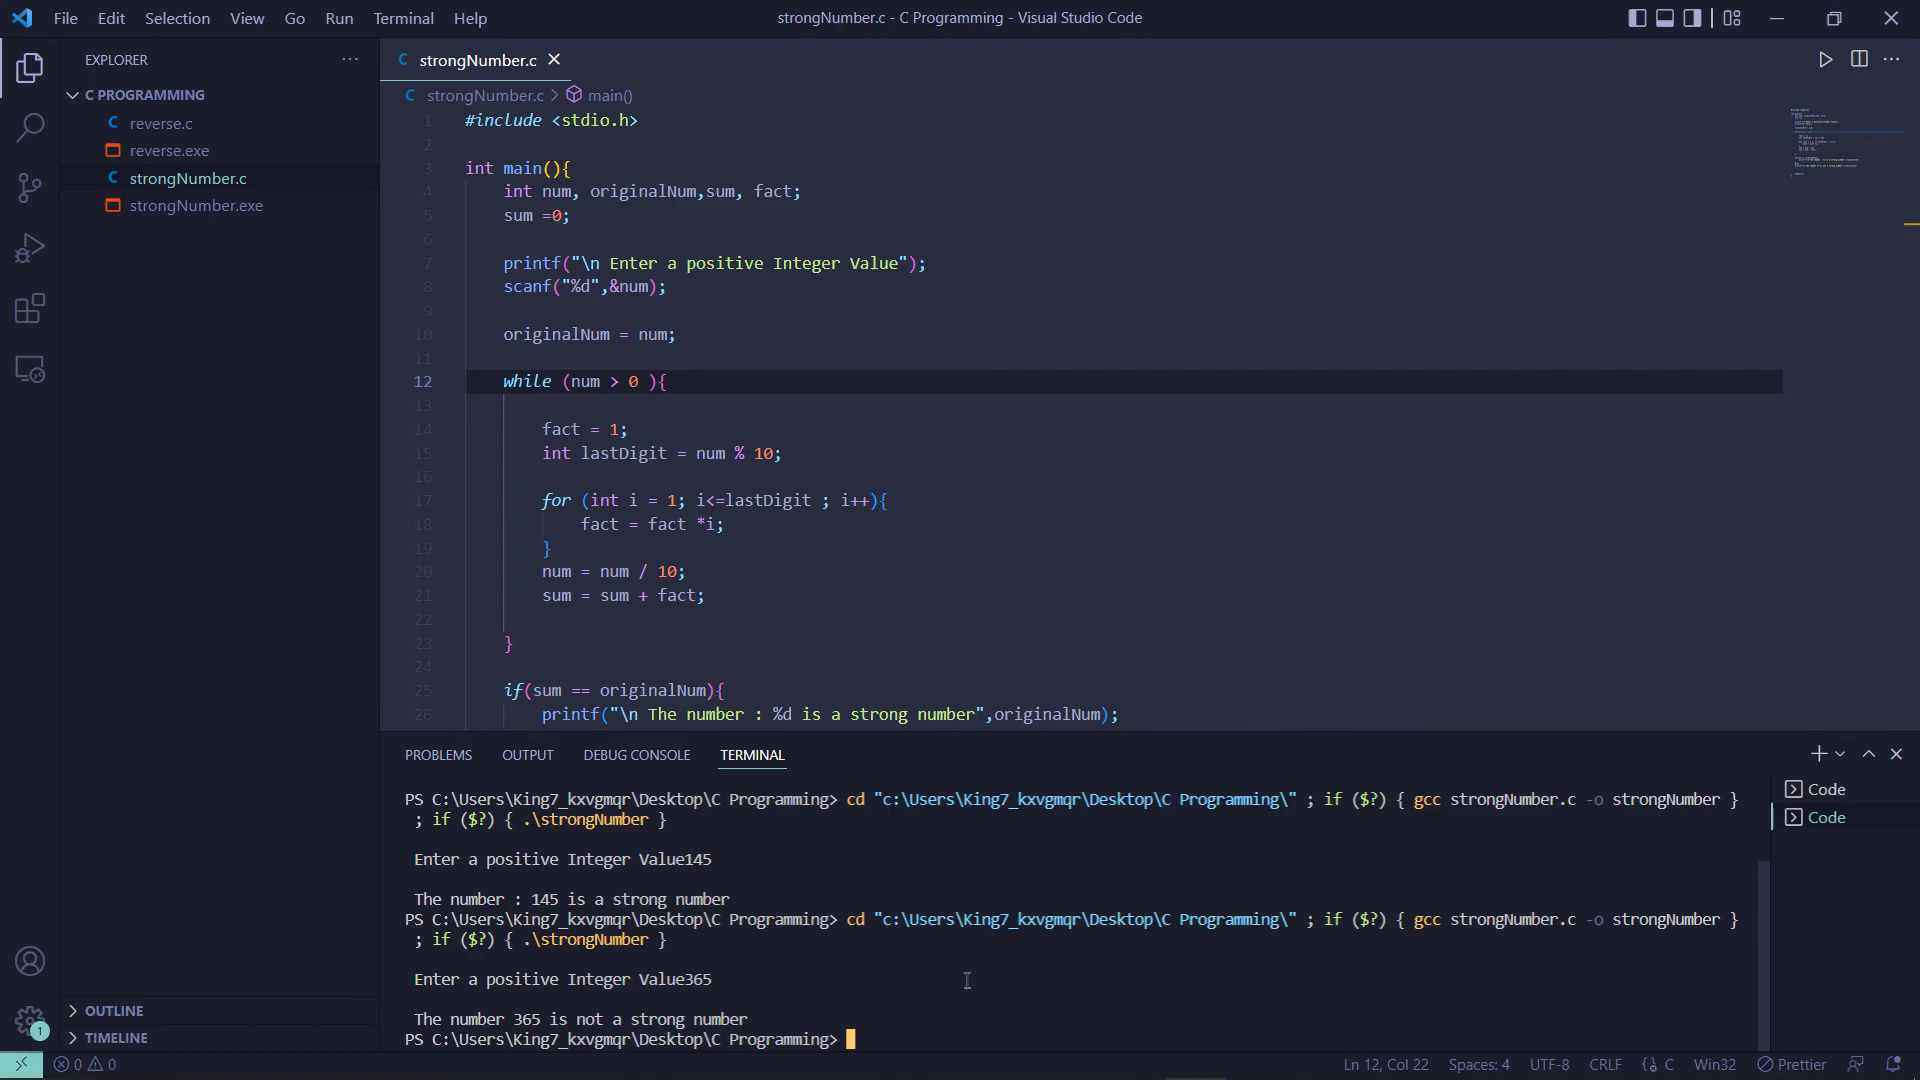 File Edit Selection View Go Run Terminal Help
strongNumber.c - C Programming - Visual Studio Code
EXPLORER
C PROGRAMMING
reverse.c
reverse.exe
strongNumber.c
strongNumber.exe
OUTLINE
TIMELINE
C strongNumber.c
C strongNumber.c > main()
1 #include <stdio.h>
2
3 int main(){
4 int num, originalNum,sum, fact;
5 sum =0;
6
7 printf("\n Enter a positive Integer Value");
8 scanf("%d",&num);
9
10 originalNum = num;
11
12 while (num > 0 ){
13
14 fact = 1;
15 int lastDigit = num % 10;
16
17 for (int i = 1; i<=lastDigit ; i++){
18 fact = fact *i;
19 }
20 num = num / 10;
21 sum = sum + fact;
22
23 }
24
25 if(sum == originalNum){
26 printf("\n The number : %d is a strong number",originalNum);
PROBLEMS OUTPUT DEBUG CONSOLE TERMINAL
PS C:\Users\King7_kxvgmqr\Desktop\C Programming> cd "c:\Users\King7_kxvgmqr\Desktop\C Programming\" ; if ($?) { gcc strongNumber.c -o strongNumber }
; if ($?) { .\strongNumber }
Enter a positive Integer Value145
The number : 145 is a strong number
PS C:\Users\King7_kxvgmqr\Desktop\C Programming> cd "c:\Users\King7_kxvgmqr\Desktop\C Programming\" ; if ($?) { gcc strongNumber.c -o strongNumber }
; if ($?) { .\strongNumber }
Enter a positive Integer Value365
The number 365 is not a strong number
PS C:\Users\King7_kxvgmqr\Desktop\C Programming>
Code
Code
1
0 0
Ln 12, Col 22 Spaces: 4 UTF-8 CRLF C Win32 Prettier